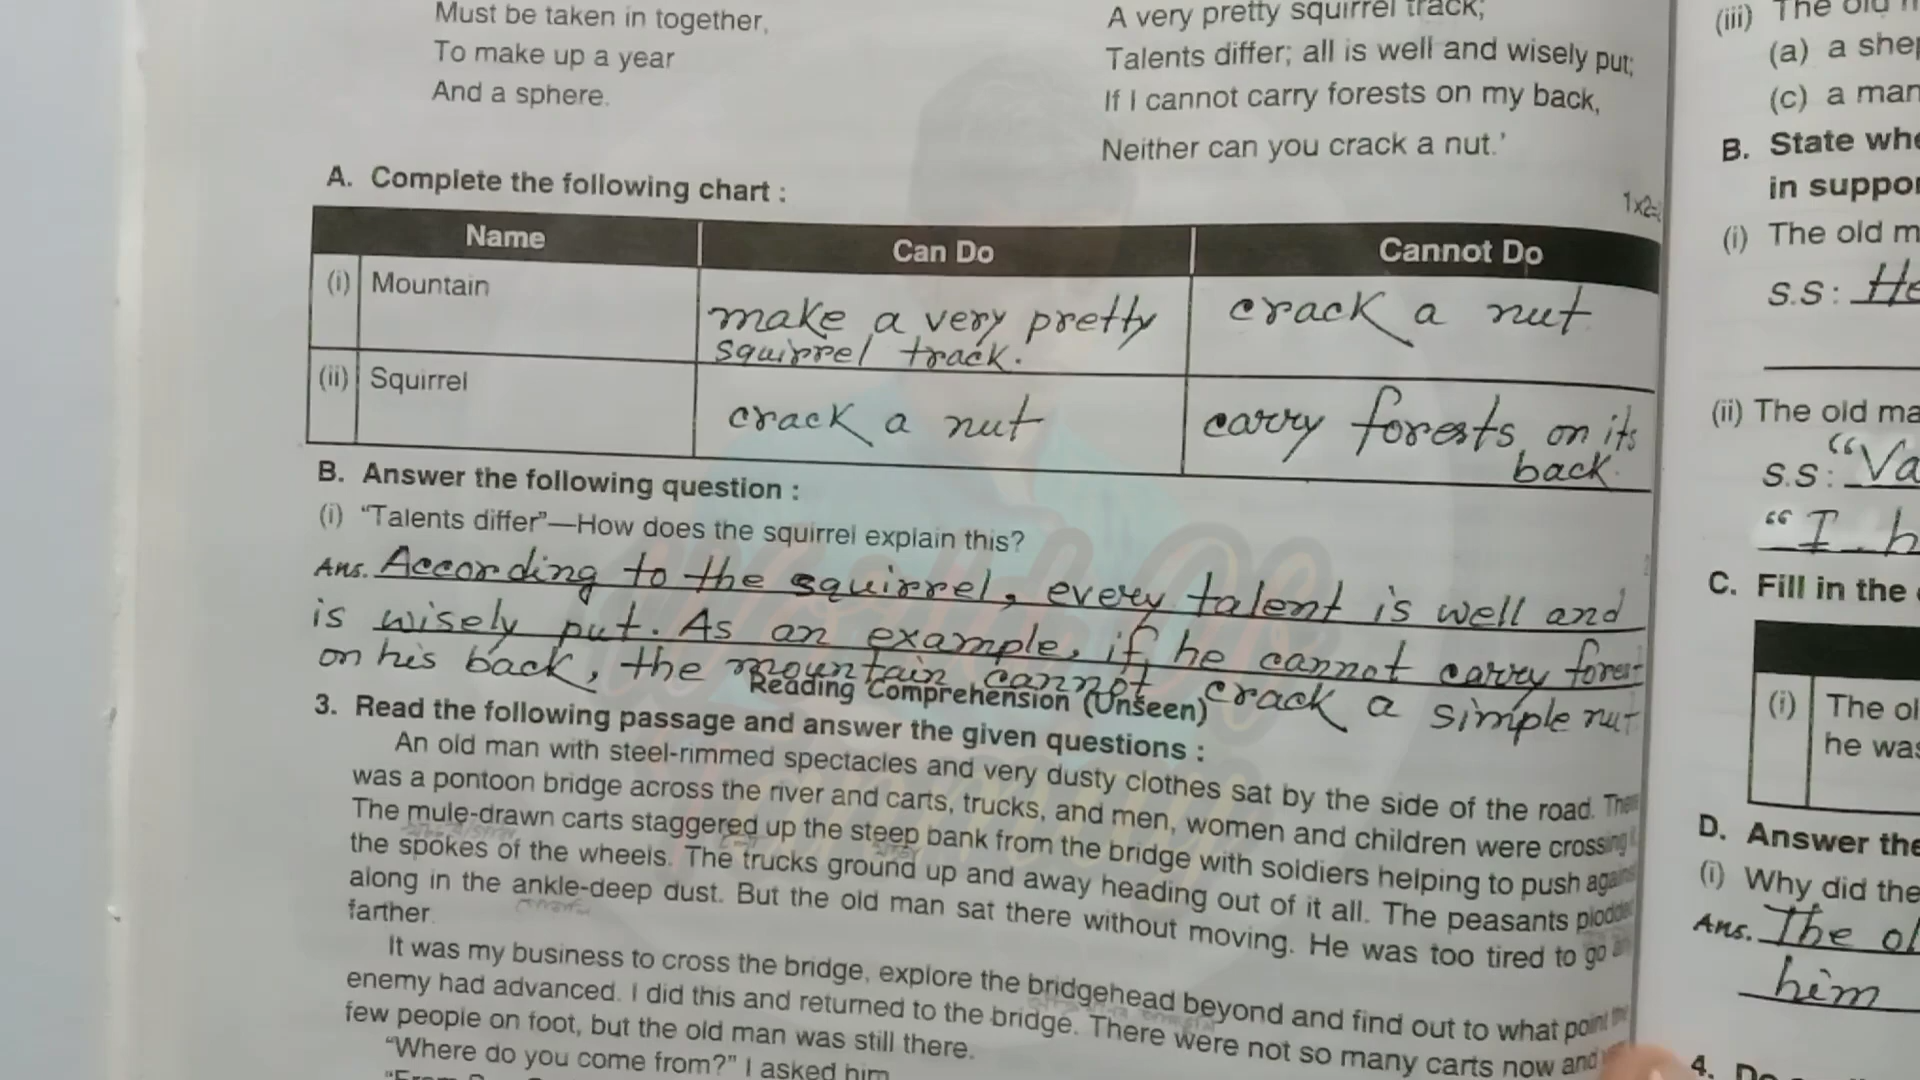 Must be taken in together,
To make up a year
And a sphere.
A very pretty squirrel track;
Talents differ; all is well and wisely put;
If I cannot carry forests on my back,
Neither can you crack a nut.'
A. Complete the following chart :
1x2=
Name Can Do Cannot Do
(i) Mountain make a very pretty squirrel track. crack a nut
(ii) Squirrel crack a nut carry forests on its back.
B. Answer the following question :
(i) "Talents differ"—How does the squirrel explain this?
Ans. According to the squirrel, every talent is well and
is wisely put. As an example, if he cannot carry forest
on his back, the mountain cannot crack a simple nut
Reading Comprehension (Unseen)
3. Read the following passage and answer the given questions :
An old man with steel-rimmed spectacles and very dusty clothes sat by the side of the road. There
was a pontoon bridge across the river and carts, trucks, and men, women and children were crossing
The mule-drawn carts staggered up the steep bank from the bridge with soldiers helping to push against
the spokes of the wheels. The trucks ground up and away heading out of it all. The peasants plodded
along in the ankle-deep dust. But the old man sat there without moving. He was too tired to go
farther.
It was my business to cross the bridge, explore the bridgehead beyond and find out to what point the
enemy had advanced. I did this and returned to the bridge. There were not so many carts now and
few people on foot, but the old man was still there.
"Where do you come from?" I asked him
(iii) The old
(a) a
(c) a
B. State
in
(i) The old
S.S : He
(ii) The old
S.S :
"I
C. Fill in the
(i) The
he was
D. Answer the
(i) Why did the
Ans. The
him
4.